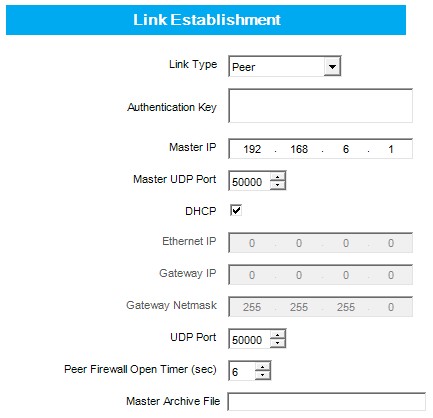 Link Establishment
Link Type Peer
Authentication Key
Master IP 192 . 168 . 6 . 1
Master UDP Port 50000
DHCP
Ethernet IP 0 . 0 . 0 . 0
Gateway IP 0 . 0 . 0 . 0
Gateway Netmask 255 . 255 . 255 . 0
UDP Port 50000
Peer Firewall Open Timer (sec) 6
Master Archive File